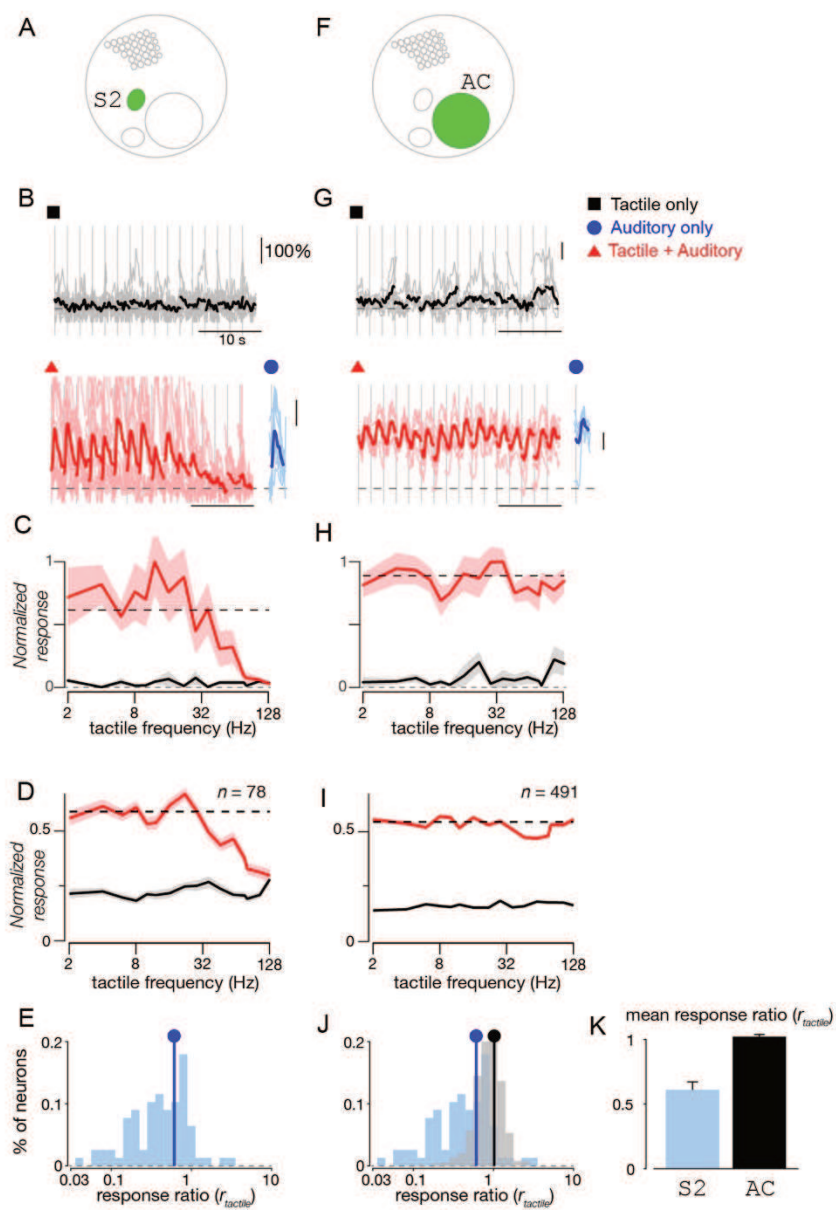 A
F
S2
AC
B
G
Tactile only
Auditory only
Tactile + Auditory
100%
10 s
C
H
1
Normalized
response
0
2 8 32 128
tactile frequency (Hz)
1
0
2 8 32 128
tactile frequency (Hz)
D
n = 78
0.5
Normalized
response
0
2 8 32 128
tactile frequency (Hz)
I
n = 491
0.5
0
2 8 32 128
tactile frequency (Hz)
E
0.2
% of neurons
0.1
0
0.03 0.1 1 10
response ratio (rtactile)
J
0.2
0.1
0
0.03 0.1 1 10
response ratio (rtactile)
K
mean response ratio (rtactile)
1
0.5
0
S2 AC